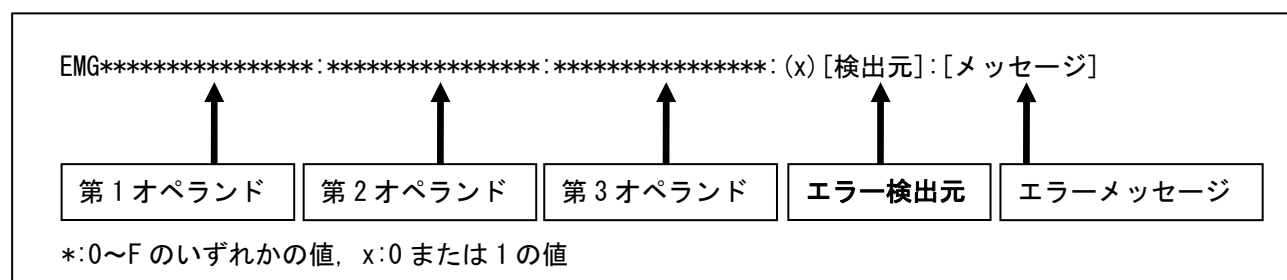 EMG****************:****************:****************:(x)[検出元]:[メッセージ]
第1オペランド 第2オペランド 第3オペランド エラー検出元 エラーメッセージ
*:0～F のいずれかの値, x:0 または 1 の値